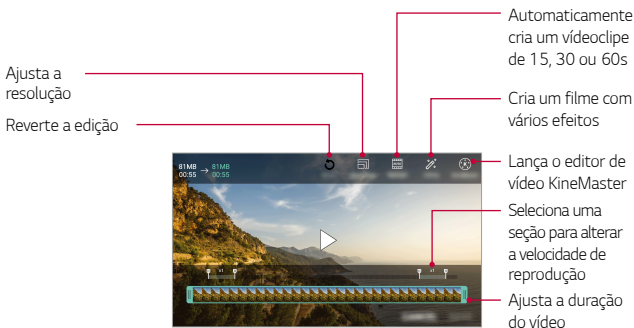 Automaticamente
cria um vídeoclipe
de 15, 30 ou 60s
Ajusta a
resolução
Cria um filme com
vários efeitos
Reverte a edição
81MB → 81MB
00:55 00:55
Lança o editor de
vídeo KineMaster
Seleciona uma
seção para alterar
a velocidade de
reprodução
x1 x1
Ajusta a duração
do vídeo